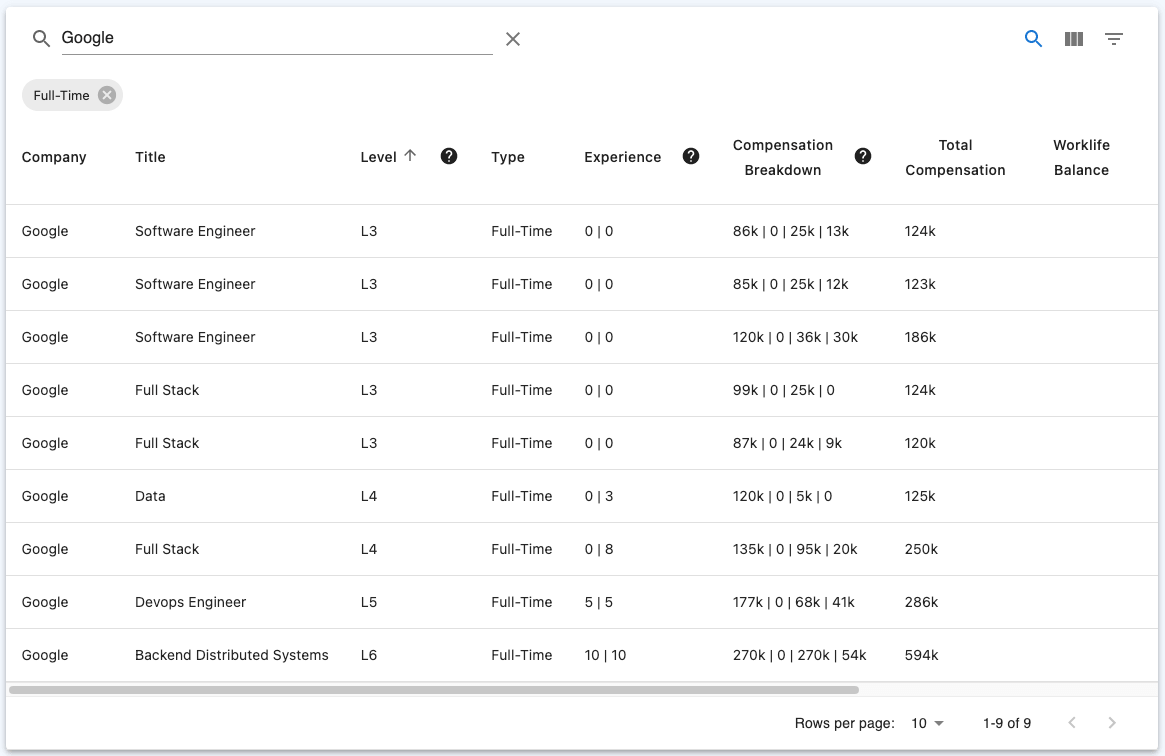 Google
Full-Time
Company Title Level ↑ ? Type Experience ? Compensation Breakdown ? Total Compensation Worklife Balance
Google Software Engineer L3 Full-Time 0 | 0 86k | 0 | 25k | 13k 124k
Google Software Engineer L3 Full-Time 0 | 0 85k | 0 | 25k | 12k 123k
Google Software Engineer L3 Full-Time 0 | 0 120k | 0 | 36k | 30k 186k
Google Full Stack L3 Full-Time 0 | 0 99k | 0 | 25k | 0 124k
Google Full Stack L3 Full-Time 0 | 0 87k | 0 | 24k | 9k 120k
Google Data L4 Full-Time 0 | 3 120k | 0 | 5k | 0 125k
Google Full Stack L4 Full-Time 0 | 8 135k | 0 | 95k | 20k 250k
Google Devops Engineer L5 Full-Time 5 | 5 177k | 0 | 68k | 41k 286k
Google Backend Distributed Systems L6 Full-Time 10 | 10 270k | 0 | 270k | 54k 594k
Rows per page: 10 1-9 of 9